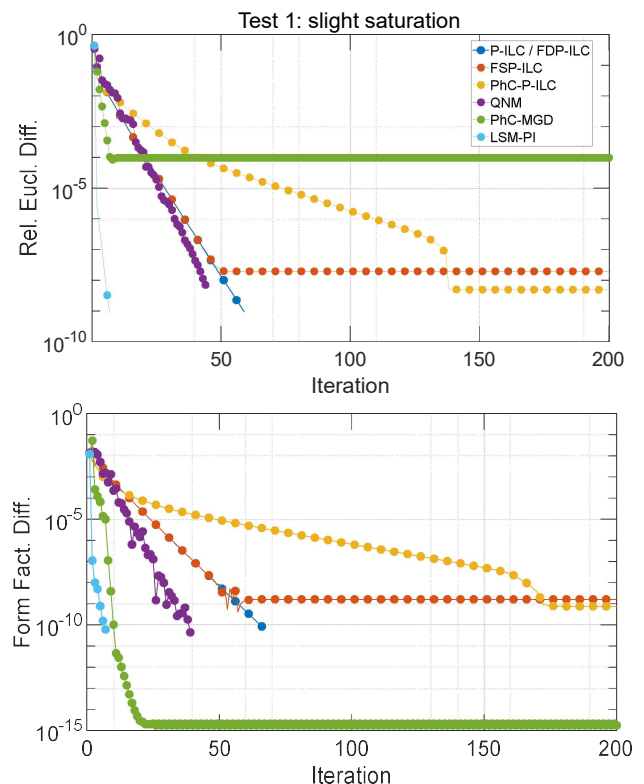 Test 1: slight saturation
10^0
10^-5
10^-10
Rel. Eucl. Diff.
P-ILC / FDP-ILC
FSP-ILC
PhC-P-ILC
QNM
PhC-MGD
LSM-PI
50 100 150 200
Iteration
10^0
10^-5
10^-10
10^-15
Form Fact. Diff.
0 50 100 150 200
Iteration